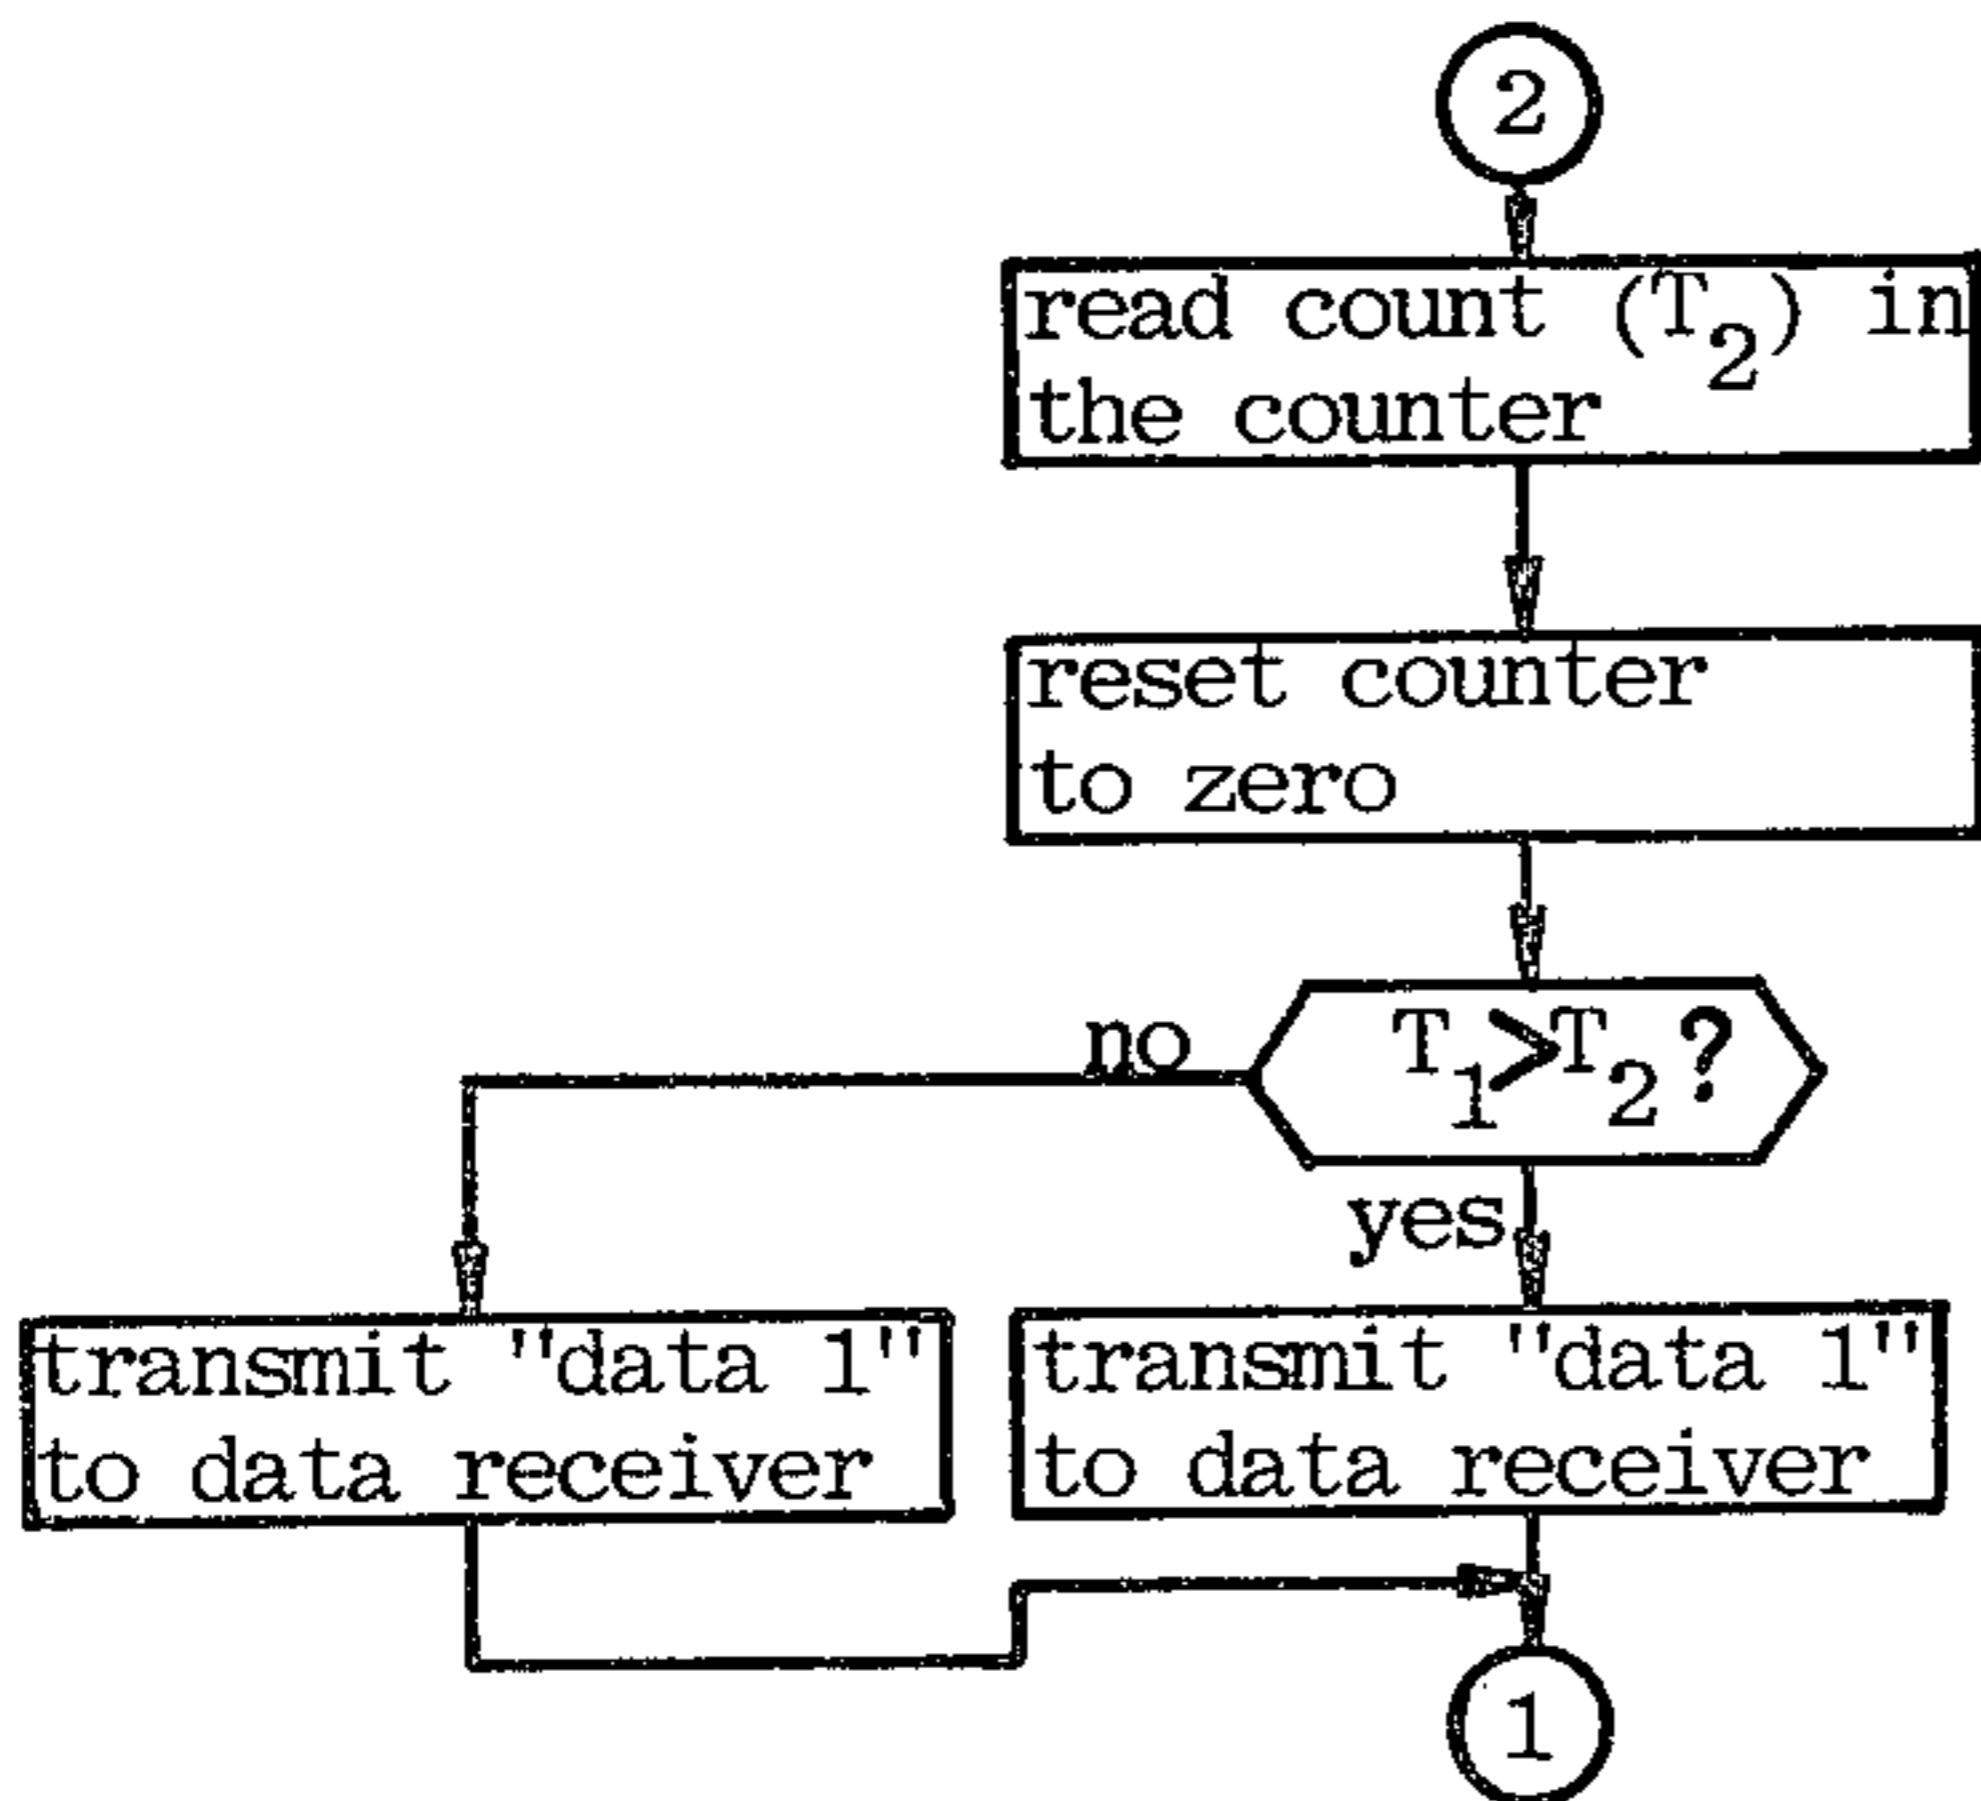 2
read count (T2) in
the counter
reset counter
to zero
T1>T2?
no
yes
transmit "data 1"
to data receiver
transmit "data 1"
to data receiver
1